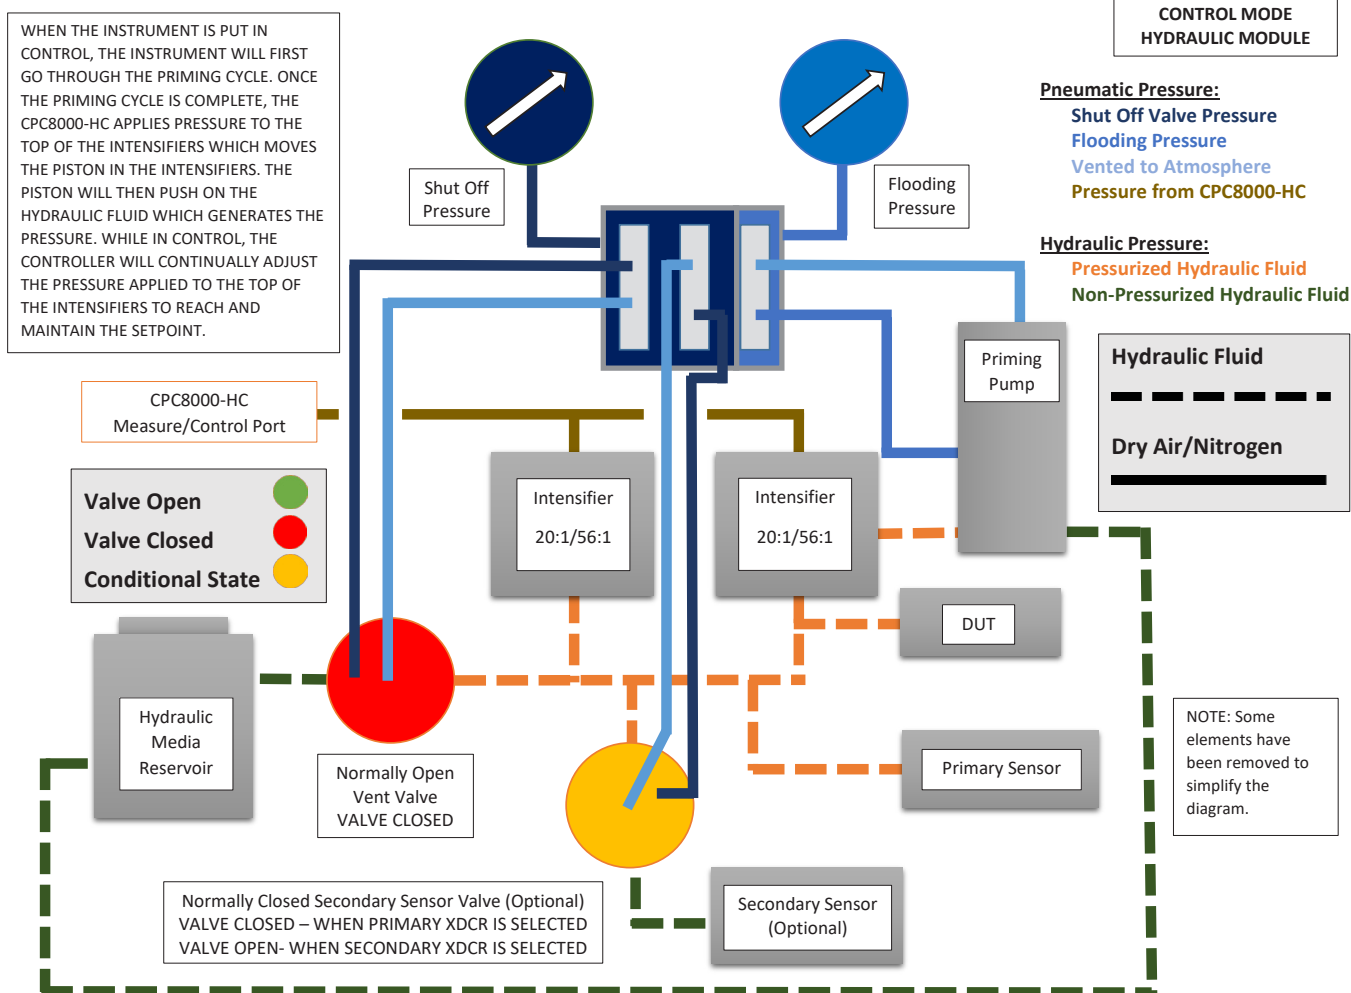 WHEN THE INSTRUMENT IS PUT IN
CONTROL, THE INSTRUMENT WILL FIRST
GO THROUGH THE PRIMING CYCLE. ONCE
THE PRIMING CYCLE IS COMPLETE, THE
CPC8000-HC APPLIES PRESSURE TO THE
TOP OF THE INTENSIFIERS WHICH MOVES
THE PISTON IN THE INTENSIFIERS. THE
PISTON WILL THEN PUSH ON THE
HYDRAULIC FLUID WHICH GENERATES THE
PRESSURE. WHILE IN CONTROL, THE
CONTROLLER WILL CONTINUALLY ADJUST
THE PRESSURE APPLIED TO THE TOP OF
THE INTENSIFIERS TO REACH AND
MAINTAIN THE SETPOINT.
CONTROL MODE
HYDRAULIC MODULE
Pneumatic Pressure:
Shut Off Valve Pressure
Flooding Pressure
Vented to Atmosphere
Pressure from CPC8000-HC
Hydraulic Pressure:
Pressurized Hydraulic Fluid
Non-Pressurized Hydraulic Fluid
Shut Off
Pressure
Flooding
Pressure
Priming
Pump
Hydraulic Fluid
Dry Air/Nitrogen
CPC8000-HC
Measure/Control Port
Valve Open
Valve Closed
Conditional State
Intensifier
20:1/56:1
Intensifier
20:1/56:1
DUT
Hydraulic
Media
Reservoir
Normally Open
Vent Valve
VALVE CLOSED
Primary Sensor
NOTE: Some
elements have
been removed to
simplify the
diagram.
Normally Closed Secondary Sensor Valve (Optional)
VALVE CLOSED – WHEN PRIMARY XDCR IS SELECTED
VALVE OPEN- WHEN SECONDARY XDCR IS SELECTED
Secondary Sensor
(Optional)